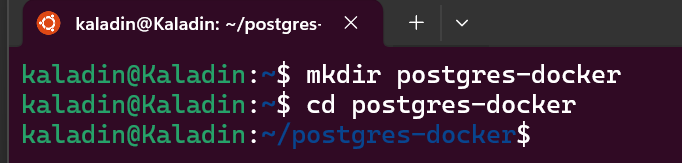 kaladin@Kaladin: ~/postgres-
kaladin@Kaladin:~$ mkdir postgres-docker
kaladin@Kaladin:~$ cd postgres-docker
kaladin@Kaladin:~/postgres-docker$